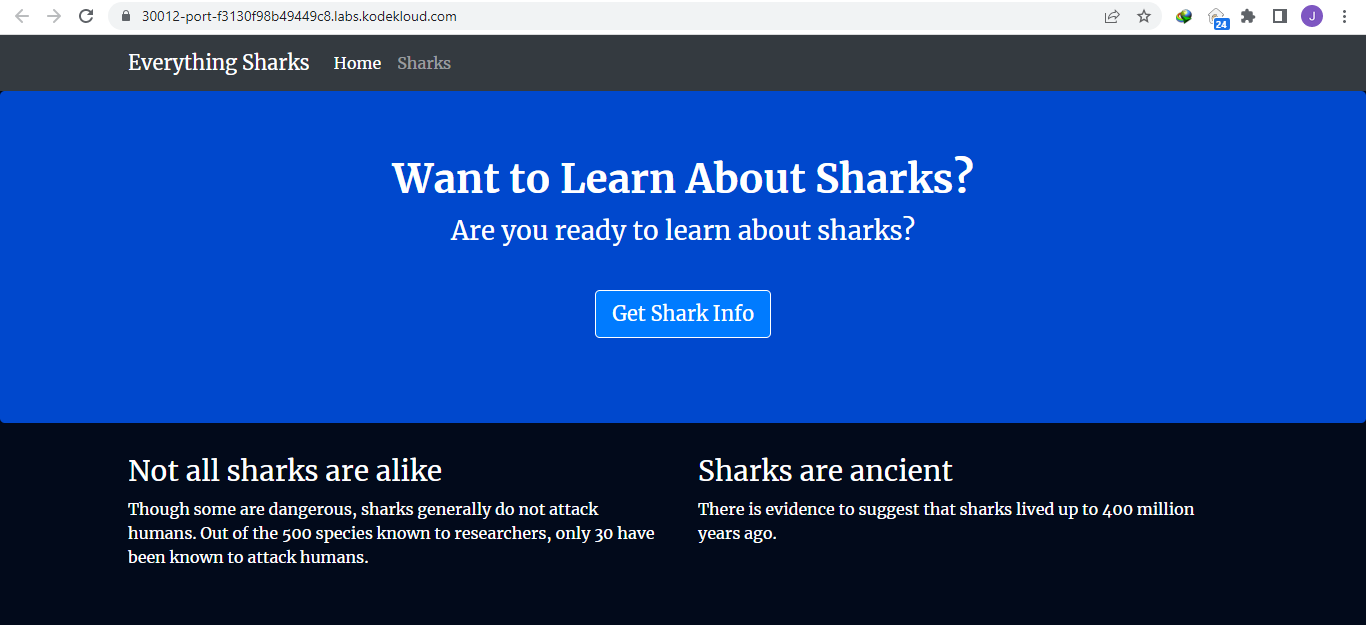 30012-port-f3130f98b49449c8.labs.kodekloud.com
24
J
Everything Sharks Home Sharks
Want to Learn About Sharks?
Are you ready to learn about sharks?
Get Shark Info
Not all sharks are alike
Though some are dangerous, sharks generally do not attack
humans. Out of the 500 species known to researchers, only 30 have
been known to attack humans.
Sharks are ancient
There is evidence to suggest that sharks lived up to 400 million
years ago.